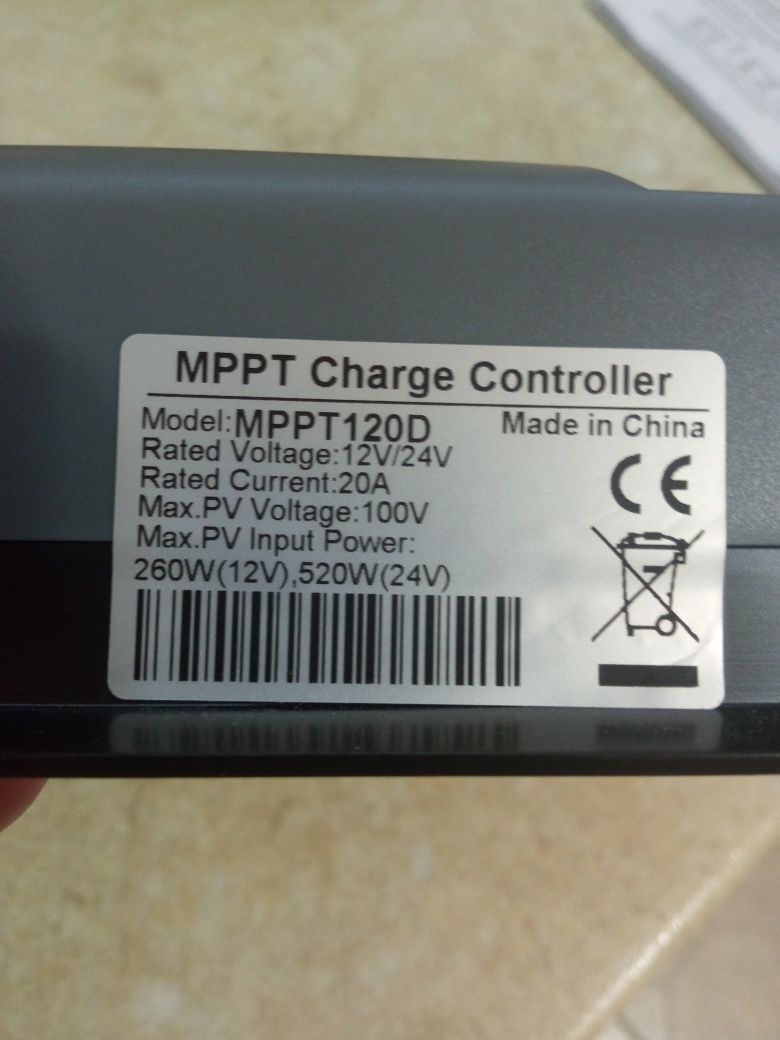 MPPT Charge Controller
Model:MPPT120D
Made in China
Rated Voltage:12V/24V
Rated Current:20A
Max.PV Voltage:100V
Max.PV Input Power:
260W(12V),520W(24V)
CE